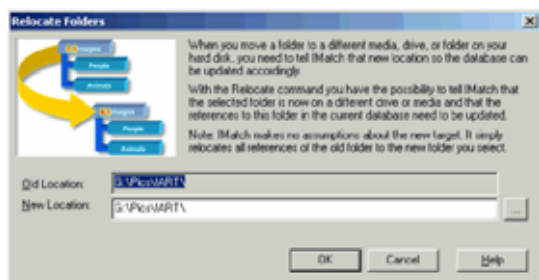 Relocate Folders
Images
People
Animals
Images
People
Animals
When you move a folder to a different media, drive, or folder on your
hard disk, you need to tell IMatch that new location so the database can
be updated accordingly.
With the Relocate command you have the possibility to tell IMatch that
the selected folder is now on a different drive or media and that the
references to this folder in the current database need to be updated.
Note: IMatch makes no assumptions about the new target. It simply
relocates all references of the old folder to the new folder you select.
Old Location:
New Location:
...
OK
Cancel
Help